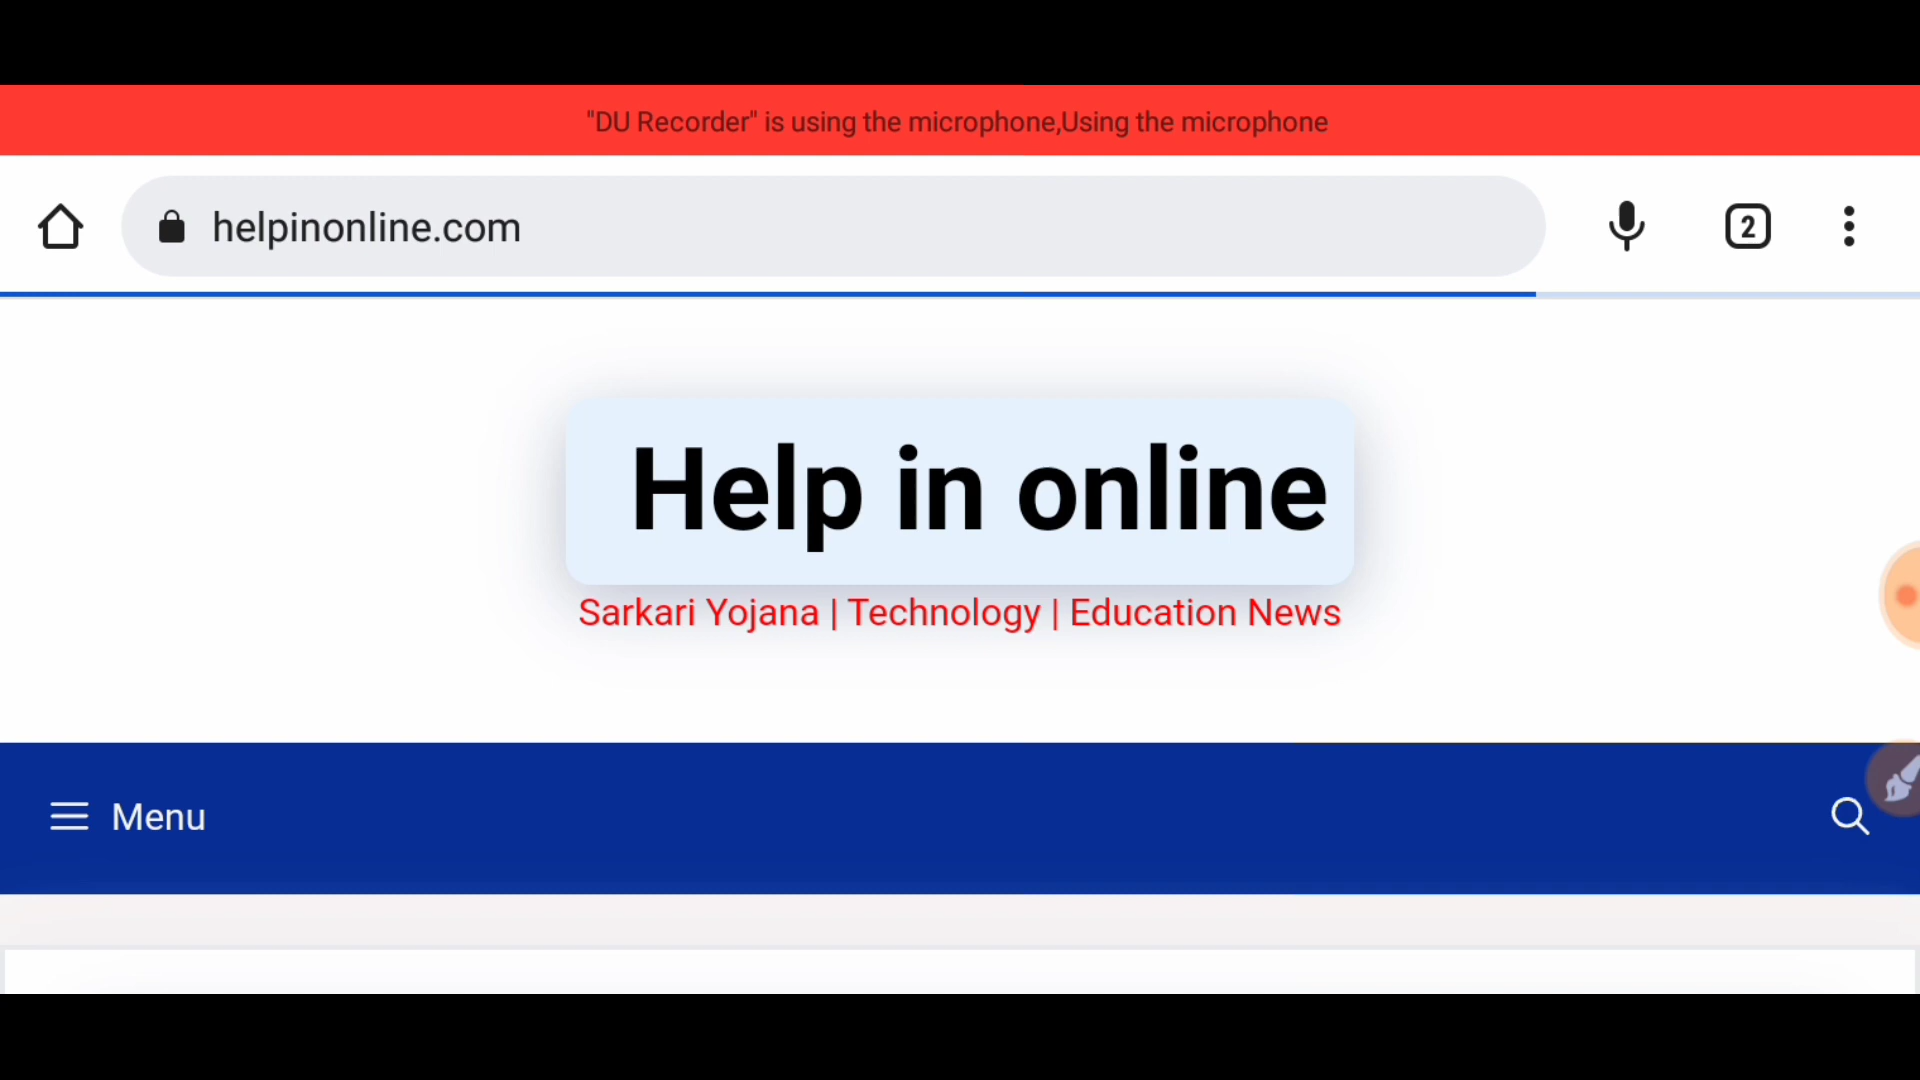 "DU Recorder" is using the microphone,Using the microphone
helpinonline.com
2
Help in online
Sarkari Yojana | Technology | Education News
Menu